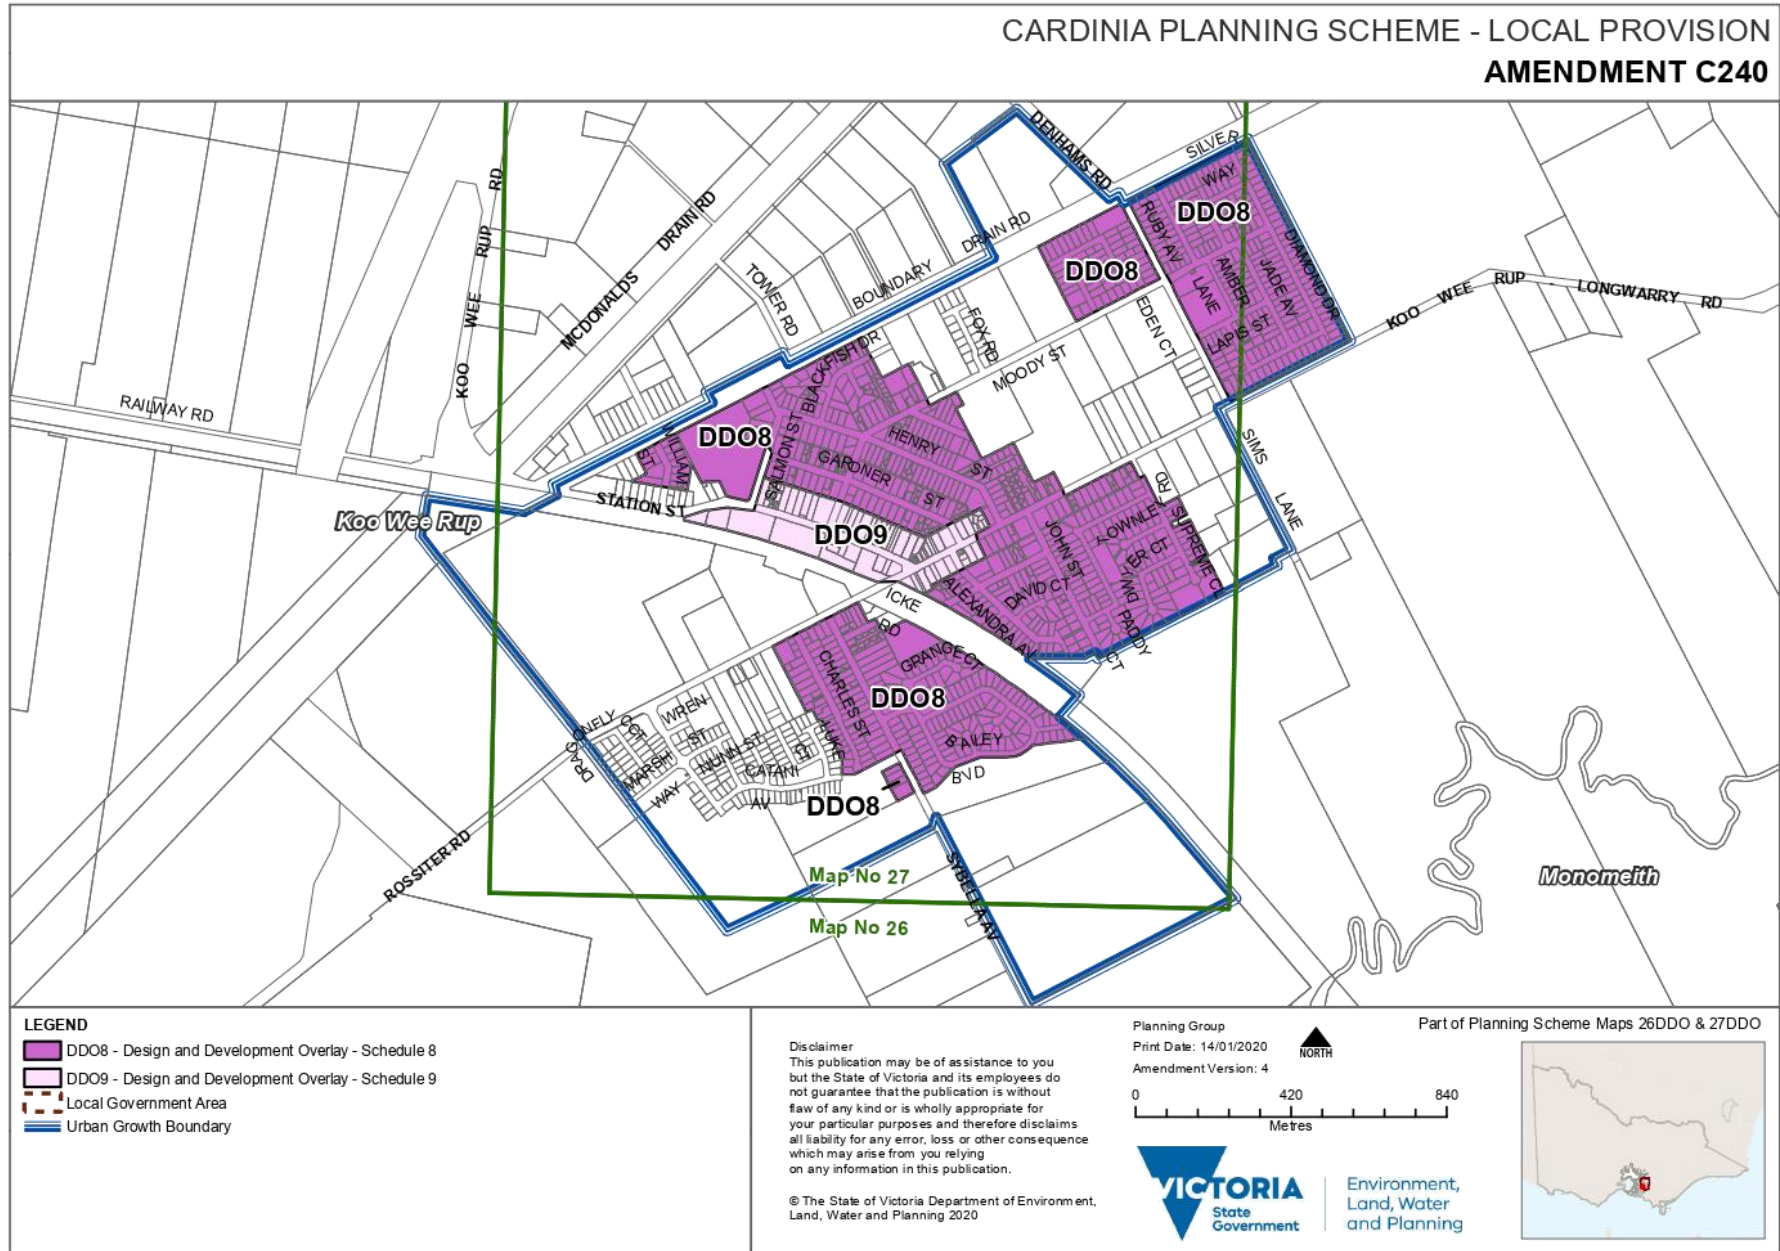 CARDINIA PLANNING SCHEME - LOCAL PROVISION
AMENDMENT C240
DENHAMS RD
SILVER
WAY
RUBY AV
DDO8
DIAMOND DR
JADE AV
AMBER
LANE
LAPIS ST
DDO8
EDEN CT
DRAIN RD
BOUNDARY
TOWER RD
DRAIN RD
MCDONALDS
RD
RUP
WEE
KOO
RAILWAY RD
KOO
WEE
RUP
LONGWARRY
RD
FOX RD
MOODY ST
BLACKFISH DR
DDO8
SALMON ST
WILLIAM
ST
HENRY
ST
GARDNER
ST
STATION ST
Koo Wee Rup
DDO9
SIMS
LANE
RD
TOWNLEY
SUPREME CL
JOHN ST
DAVID CT
PADDY
CT
ALEXANDRA AV
ICKE
RD
GRANGE CT
CHARLES ST
DDO8
BAILEY
BVD
LUKE
CT
WREN
ST
NUNN ST
CATANI
AV
MARSH
WAY
CCT
DDO8
ROSSITER RD
SYBELLA AV
Map No 27
Map No 26
Monomeith
LEGEND
DDO8 - Design and Development Overlay - Schedule 8
DDO9 - Design and Development Overlay - Schedule 9
Local Government Area
Urban Growth Boundary
Disclaimer
This publication may be of assistance to you
but the State of Victoria and its employees do
not guarantee that the publication is without
flaw of any kind or is wholly appropriate for
your particular purposes and therefore disclaims
all liability for any error, loss or other consequence
which may arise from you relying
on any information in this publication.
© The State of Victoria Department of Environment,
Land, Water and Planning 2020
Planning Group
Print Date: 14/01/2020
Amendment Version: 4
NORTH
0 420 840
Metres
VICTORIA
State
Government
Environment,
Land, Water
and Planning
Part of Planning Scheme Maps 26DDO & 27DDO